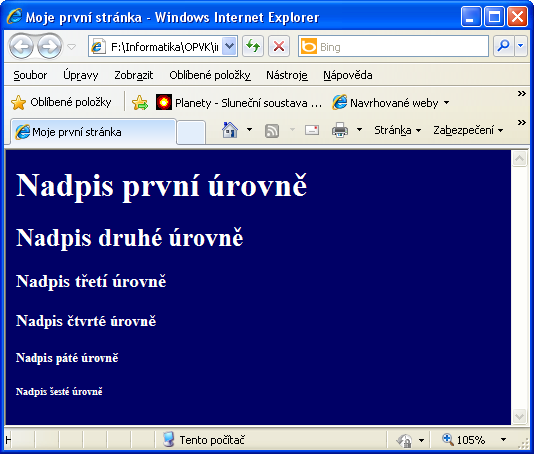 Moje první stránka - Windows Internet Explorer
F:\Informatika\OPVK\i
Bing
Soubor Úpravy Zobrazit Oblíbené položky Nástroje Nápověda
Oblíbené položky Planety - Sluneční soustava ... Navrhované weby
Moje první stránka Stránka Zabezpečení
Nadpis první úrovně
Nadpis druhé úrovně
Nadpis třetí úrovně
Nadpis čtvrté úrovně
Nadpis páté úrovně
Nadpis šesté úrovně
Tento počítač 105%